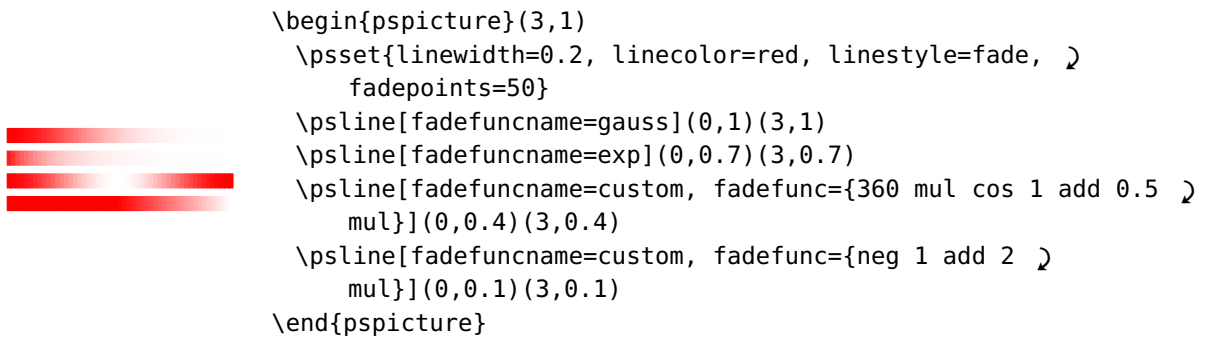 \begin{pspicture}(3,1)
\psset{linewidth=0.2, linecolor=red, linestyle=fade, ⤸
fadepoints=50}
\psline[fadefuncname=gauss](0,1)(3,1)
\psline[fadefuncname=exp](0,0.7)(3,0.7)
\psline[fadefuncname=custom, fadefunc={360 mul cos 1 add 0.5 ⤸
mul}](0,0.4)(3,0.4)
\psline[fadefuncname=custom, fadefunc={neg 1 add 2 ⤸
mul}](0,0.1)(3,0.1)
\end{pspicture}